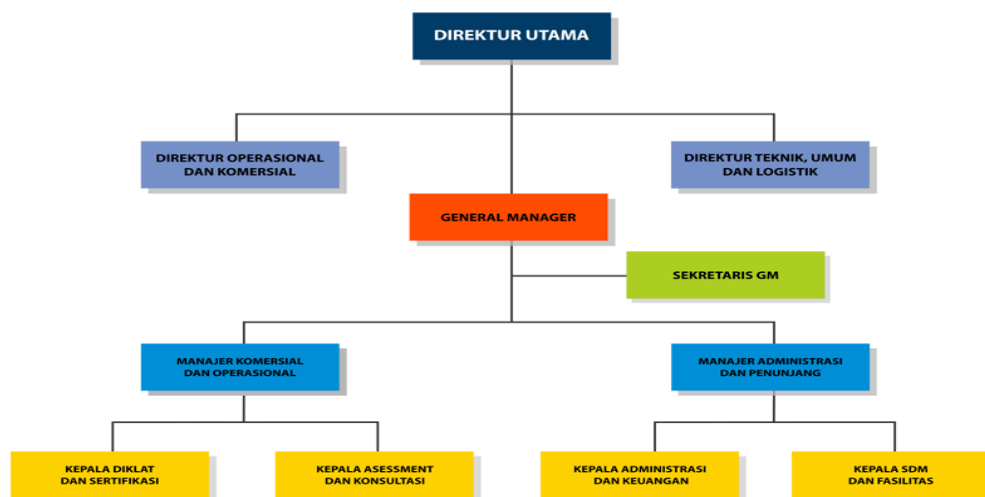 DIREKTUR UTAMA
DIREKTUR OPERASIONAL
DAN KOMERSIAL
DIREKTUR TEKNIK, UMUM
DAN LOGISTIK
GENERAL MANAGER
SEKRETARIS GM
MANAJER KOMERSIAL
DAN OPERASIONAL
MANAJER ADMINISTRASI
DAN PENUNJANG
KEPALA DIKLAT
DAN SERTIFIKASI
KEPALA ASESSMENT
DAN KONSULTASI
KEPALA ADMINISTRASI
DAN KEUANGAN
KEPALA SDM
DAN FASILITAS